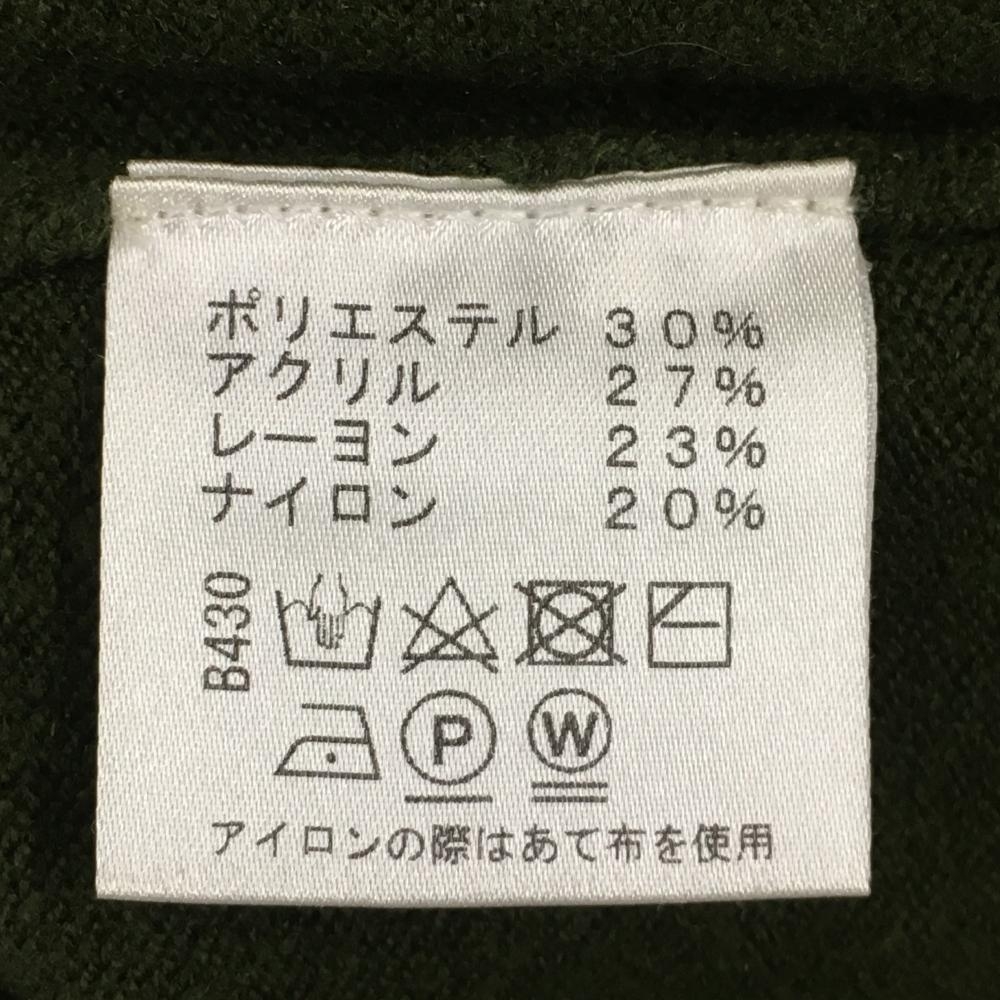 ポリエステル 30%
アクリル 27%
レーヨン 23%
ナイロン 20%
B430
P W
アイロンの際はあて布を使用